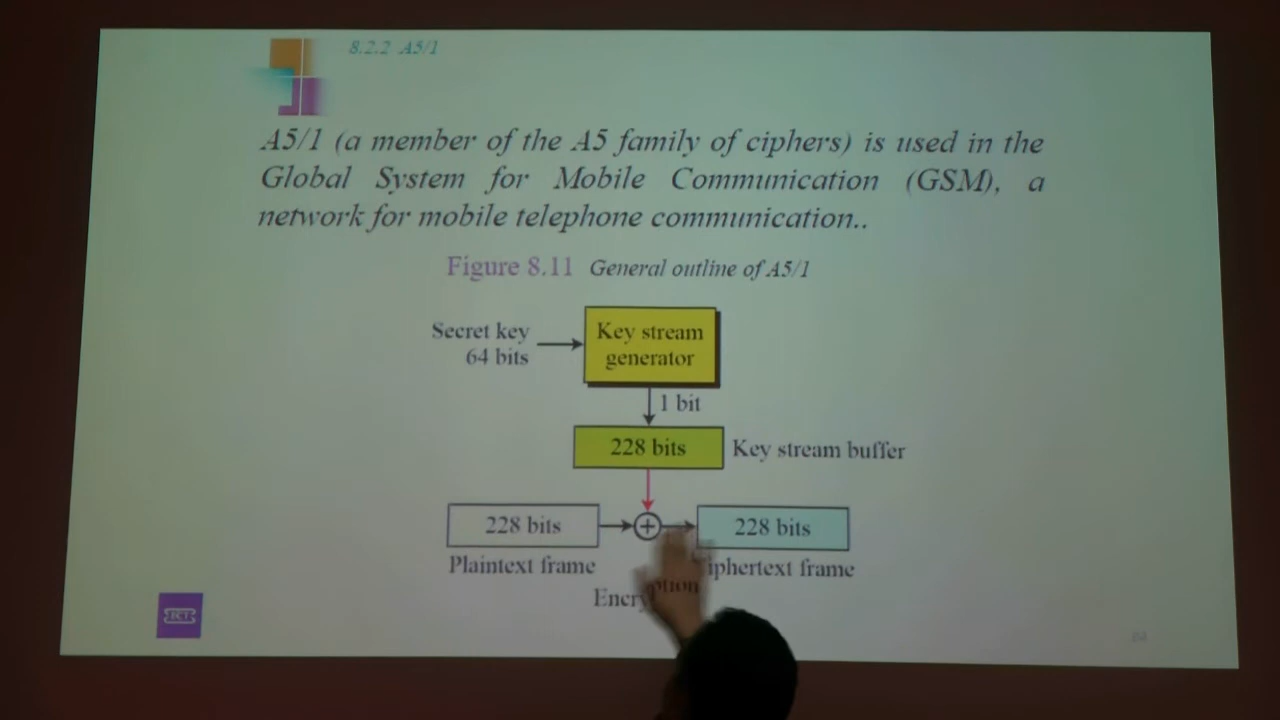 8.2.2 A5/1
A5/1 (a member of the A5 family of ciphers) is used in the
Global System for Mobile Communication (GSM), a
network for mobile telephone communication..
Figure 8.11 General outline of A5/1
Secret key
64 bits
Key stream
generator
1 bit
228 bits
Key stream buffer
228 bits
228 bits
Plaintext frame
iphertext frame
Encryption
ECT